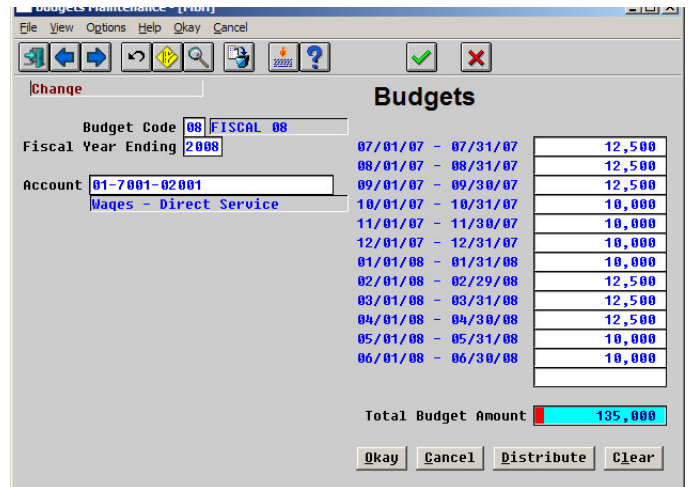 Budgets Maintenance - [
File View Options Help Okay Cancel
Change
Budgets
Budget Code 08 FISCAL 08
Fiscal Year Ending 2008
Account 01-7001-02001
Wages - Direct Service
07/01/07 - 07/31/07 12,500
08/01/07 - 08/31/07 12,500
09/01/07 - 09/30/07 12,500
10/01/07 - 10/31/07 10,000
11/01/07 - 11/30/07 10,000
12/01/07 - 12/31/07 10,000
01/01/08 - 01/31/08 10,000
02/01/08 - 02/29/08 12,500
03/01/08 - 03/31/08 12,500
04/01/08 - 04/30/08 12,500
05/01/08 - 05/31/08 10,000
06/01/08 - 06/30/08 10,000
Total Budget Amount 135,000
Okay Cancel Distribute Clear